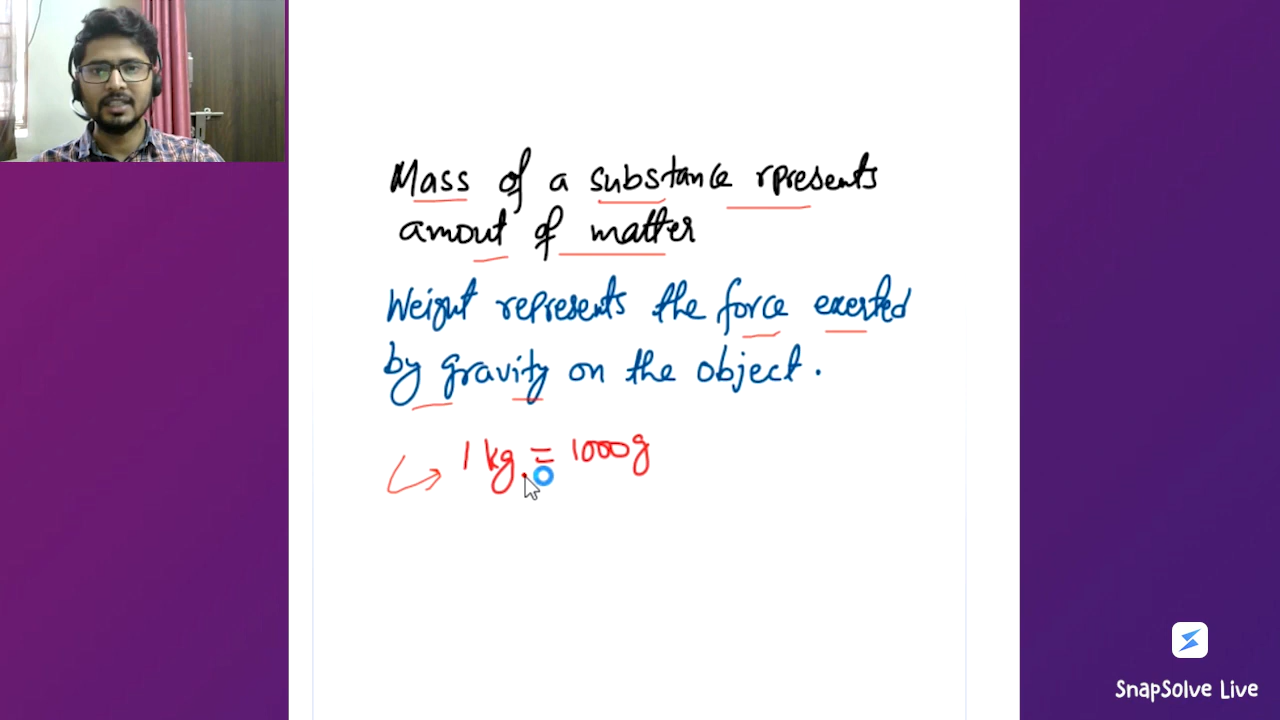 Mass of a substance rpresents
amout of matter
Weight represents the force exerted
by gravity on the object.
1 kg = 1000g
SnapSolve Live